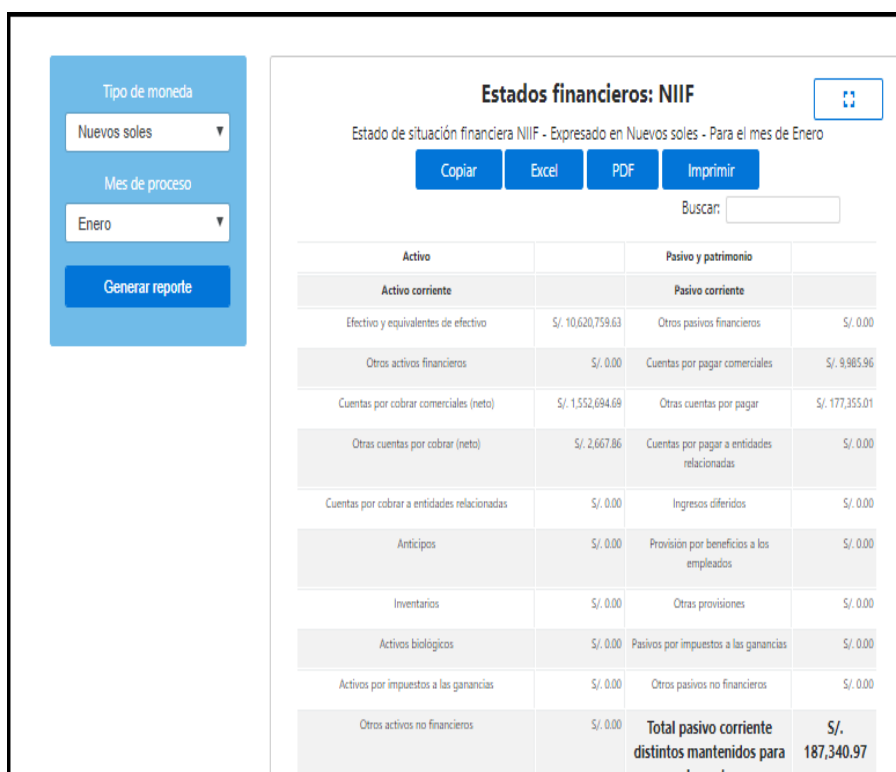 Tipo de moneda
Nuevos soles
Mes de proceso
Enero
Generar reporte
Estados financieros: NIIF
Estado de situación financiera NIIF - Expresado en Nuevos soles - Para el mes de Enero
Copiar Excel PDF Imprimir
Buscar:
Activo Pasivo y patrimonio
Activo corriente Pasivo corriente
Efectivo y equivalentes de efectivo S/. 10,620,759.63 Otros pasivos financieros S/. 0.00
Otros activos financieros S/. 0.00 Cuentas por pagar comerciales S/. 9,985.96
Cuentas por cobrar comerciales (neto) S/. 1,552,694.69 Otras cuentas por pagar S/. 177,355.01
Otras cuentas por cobrar (neto) S/. 2,667.86 Cuentas por pagar a entidades S/. 0.00
relacionadas
Cuentas por cobrar a entidades relacionadas S/. 0.00 Ingresos diferidos S/. 0.00
Anticipos S/. 0.00 Provisión por beneficios a los S/. 0.00
empleados
Inventarios S/. 0.00 Otras provisiones S/. 0.00
Activos biológicos S/. 0.00 Pasivos por impuestos a las ganancias S/. 0.00
Activos por impuestos a las ganancias S/. 0.00 Otros pasivos no financieros S/. 0.00
Otros activos no financieros S/. 0.00 Total pasivo corriente S/.
distintos mantenidos para 187,340.97